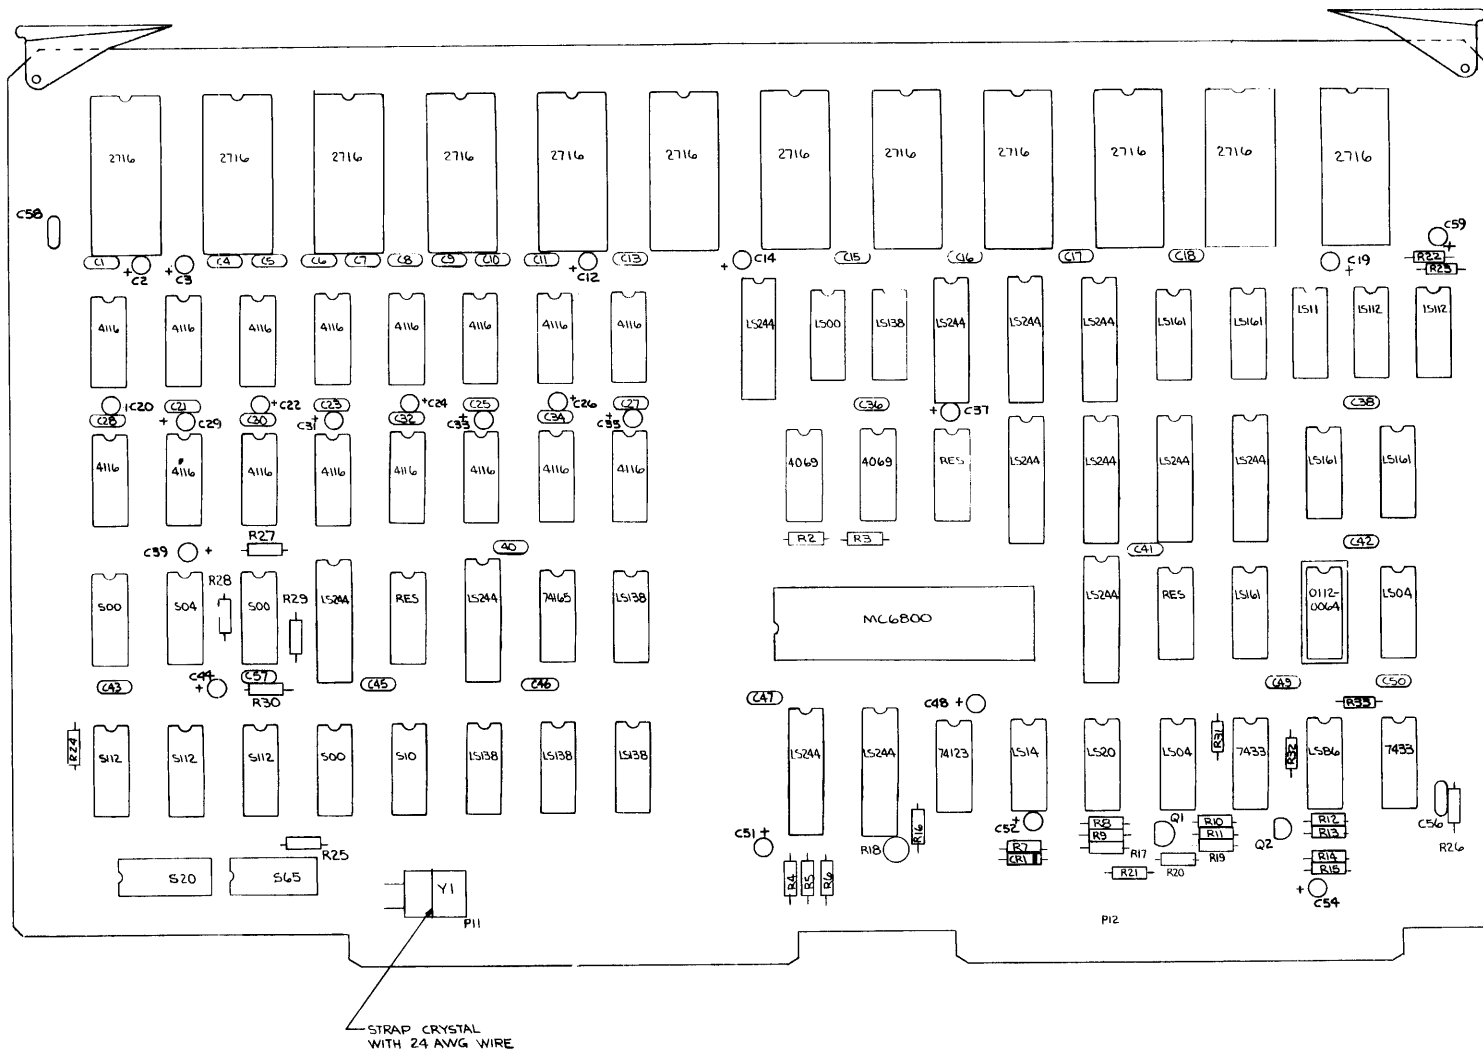 2716 2716 2716 2716 2716 2716 2716 2716 2716 2716 2716 2716
C58
C59
C1 C2 C3 C4 C5 C6 C7 C8 C9 C10 C11 C12 C13 C14 C15 C16 C17 C18 C19 R22
R23
4116 4116 4116 4116 4116 4116 4116 4116 LS244 LS00 LS138 LS244 LS244 LS244 LS161 LS161 LS11 LS112 LS112
C20 C21 C22 C23 C24 C25 C26 C27 C36 C37 C38
C28 C29 C30 C31 C32 C33 C34 C35
4116 4116 4116 4116 4116 4116 4116 4116 4069 4069 RES LS244 LS244 LS244 LS244 LS161 LS161
R27 R2 R3
C39 40 C41 C42
R28 R29
S00 S04 S00 LS244 RES LS244 74165 LS138 MC6800 LS244 RES LS161 0112-
0064 LS04
C43 C44 C57 C45 C46 C47 C49 C50
R30 C48 R33
R24 S112 S112 S112 S00 S10 LS138 LS138 LS138 LS244 LS244 74123 LS14 LS20 LS04 R31 7433 R32 LS86 7433
R25 C51 R18 R16 C52 R8 Q1 R10 R12 C56
R9 R11 Q2 R13 R26
R7 R17 R19 R14
CR1 R20 R15
R21
S20 S65 Y1 R4 R5 R6 C54
P11 P12
STRAP CRYSTAL
WITH 24 AWG WIRE